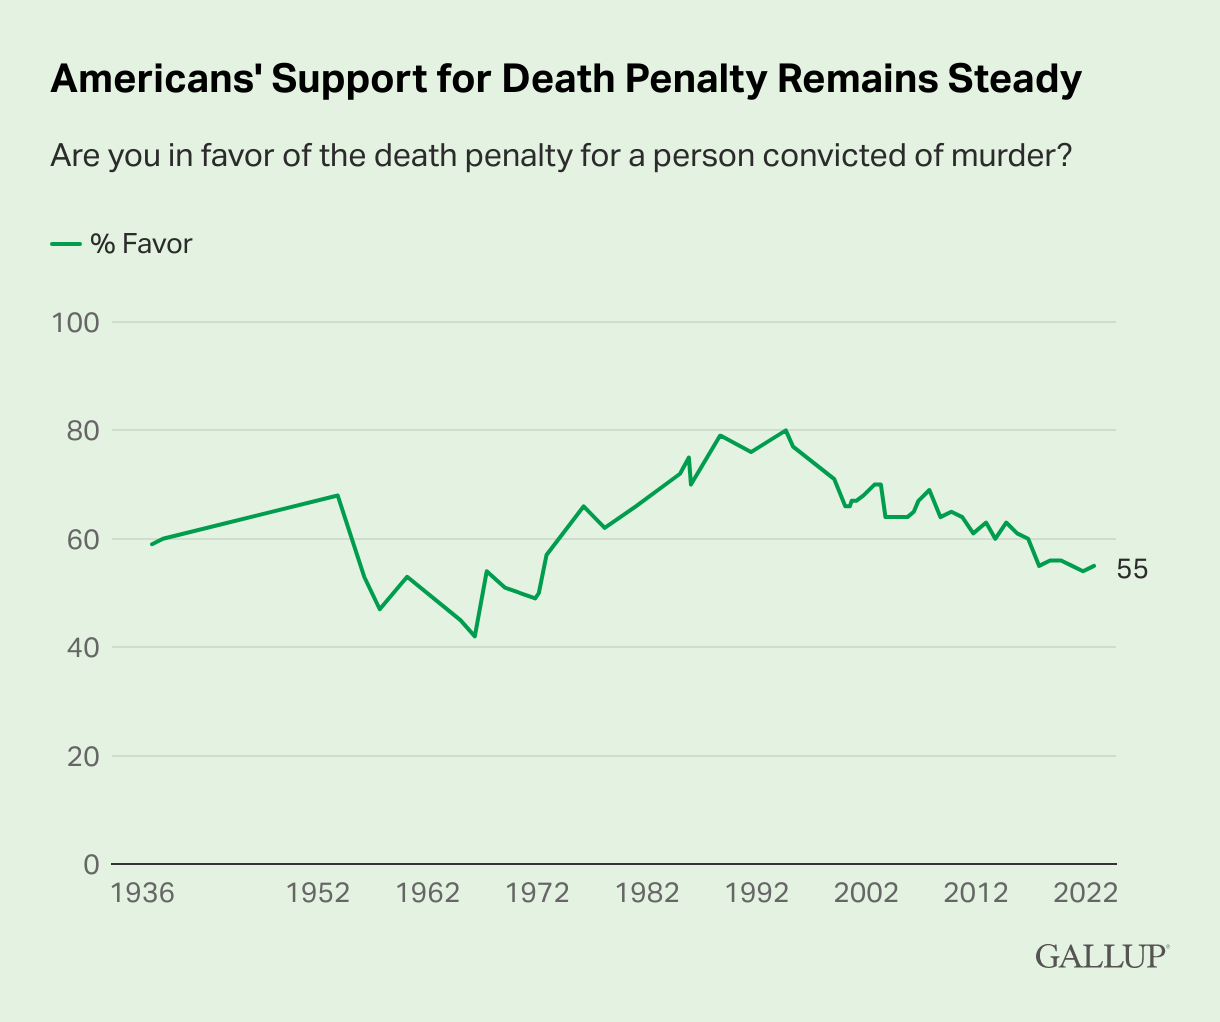 Americans' Support for Death Penalty Remains Steady
Are you in favor of the death penalty for a person convicted of murder?
% Favor
100
80
60
55
40
20
0
1936 1952 1962 1972 1982 1992 2002 2012 2022
GALLUP®